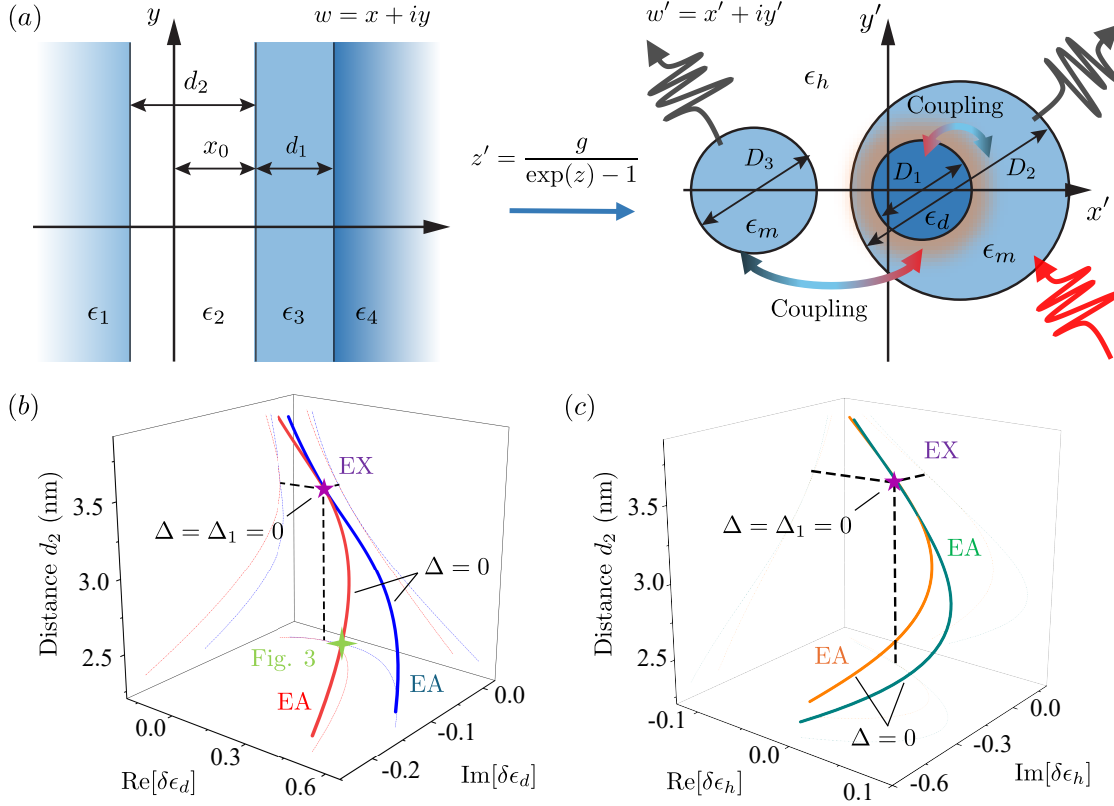 (a)
y
w = x + iy
d₂
x₀
d₁
ϵ₁
ϵ₂
ϵ₃
ϵ₄
z′ = g / (exp(z) − 1)
w′ = x′ + iy′
y′
ϵₕ
Coupling
D₃
D₁
D₂
x′
ϵₘ
ϵ_d
ϵₘ
Coupling
(b)
Distance d₂ (nm)
3.5
3.0
2.5
EX
Δ = Δ₁ = 0
Δ = 0
Fig. 3
EA
EA
0.0
0.3
0.6
Re[δϵ_d]
-0.2
-0.1
0.0
Im[δϵ_d]
(c)
Distance d₂ (nm)
3.5
3.0
2.5
EX
Δ = Δ₁ = 0
EA
EA
Δ = 0
-0.1
0.0
0.1
Re[δϵₕ]
-0.6
-0.3
0.0
Im[δϵₕ]